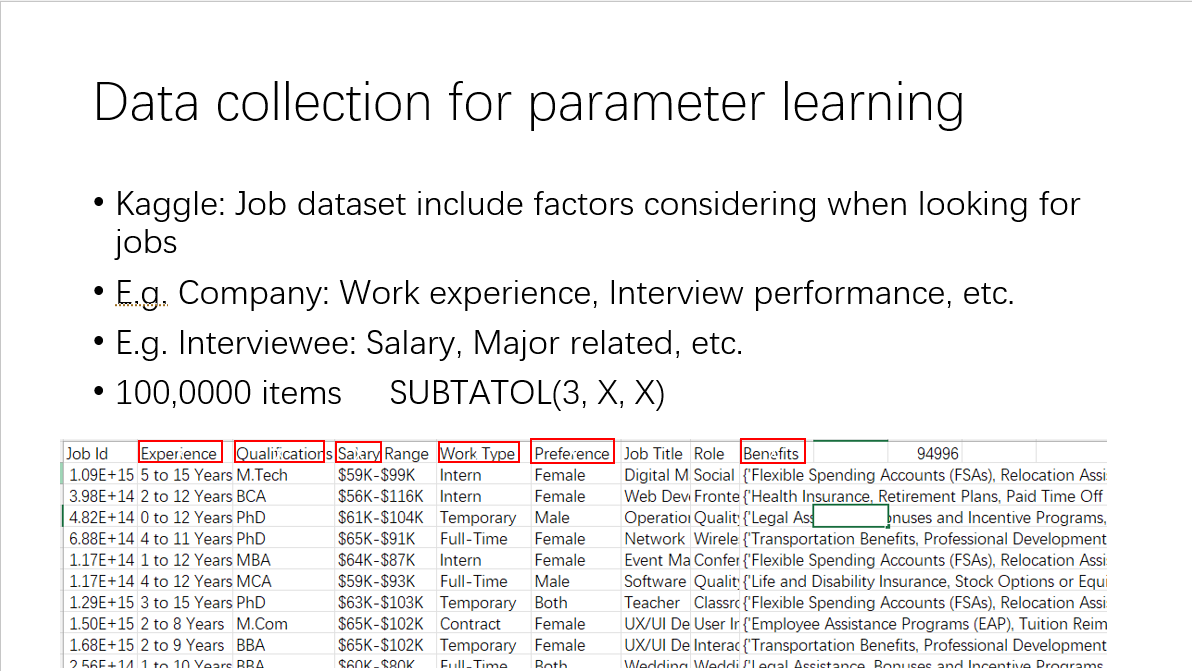 Data collection for parameter learning
• Kaggle: Job dataset include factors considering when looking for
jobs
• E.g. Company: Work experience, Interview performance, etc.
• E.g. Interviewee: Salary, Major related, etc.
• 100,0000 items SUBTATOL(3, X, X)
Job Id Experience Qualifications Salary Range Work Type Preference Job Title Role Benefits 94996
1.09E+15 5 to 15 Years M.Tech $59K-$99K Intern Female Digital M Social {'Flexible Spending Accounts (FSAs), Relocation Assi
3.98E+14 2 to 12 Years BCA $56K-$116K Intern Female Web Dev Fronte {'Health Insurance, Retirement Plans, Paid Time Off
4.82E+14 0 to 12 Years PhD $61K-$104K Temporary Male Operation Quality {'Legal Ass onuses and Incentive Programs,
6.88E+14 4 to 11 Years PhD $65K-$91K Full-Time Female Network Wirele {'Transportation Benefits, Professional Development
1.17E+14 1 to 12 Years MBA $64K-$87K Intern Female Event Ma Confer {'Flexible Spending Accounts (FSAs), Relocation Assi
1.17E+14 4 to 12 Years MCA $59K-$93K Full-Time Male Software Quality {'Life and Disability Insurance, Stock Options or Equi
1.29E+15 3 to 15 Years PhD $63K-$103K Temporary Both Teacher Classro {'Flexible Spending Accounts (FSAs), Relocation Assi
1.50E+15 2 to 8 Years M.Com $65K-$102K Contract Female UX/UI De User In {'Employee Assistance Programs (EAP), Tuition Reim
1.68E+15 2 to 9 Years BBA $65K-$102K Temporary Female UX/UI De Interac {'Transportation Benefits, Professional Development
2.56E+14 1 to 10 Years BBA $60K-$80K Full-Time Both Wedding Weddi {'Legal Assistance, Bonuses and Incentive Programs